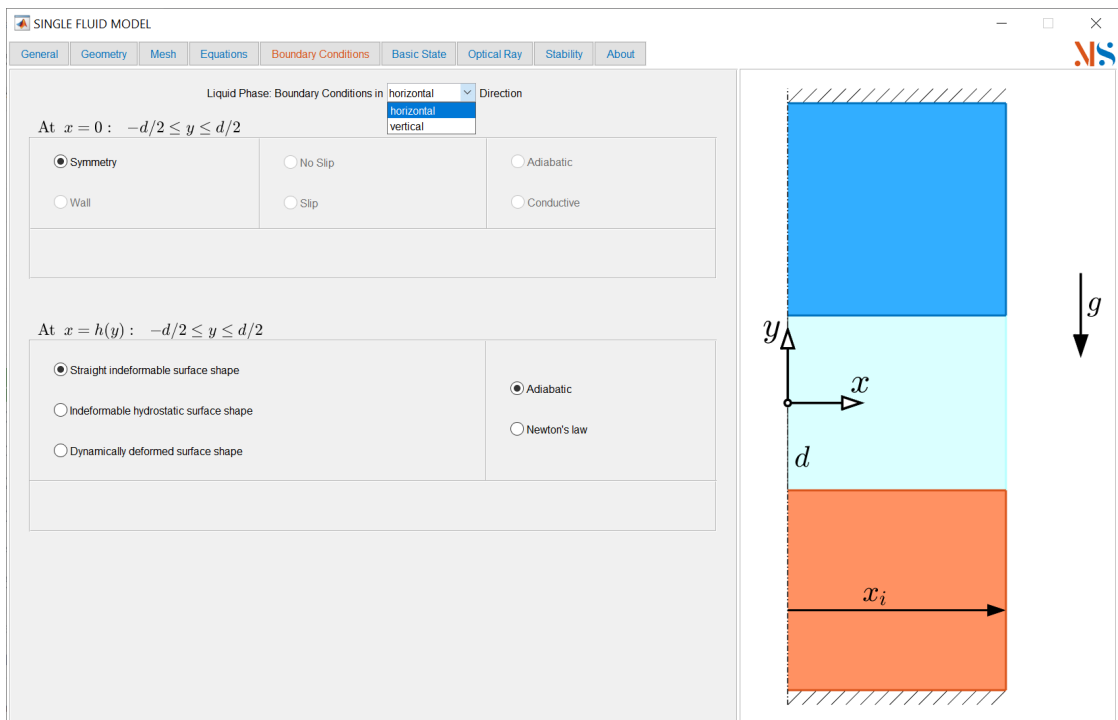 SINGLE FLUID MODEL
General Geometry Mesh Equations Boundary Conditions Basic State Optical Ray Stability About
MS
Liquid Phase: Boundary Conditions in horizontal Direction
horizontal
vertical
At x = 0 : −d/2 ≤ y ≤ d/2
Symmetry No Slip Adiabatic
Wall Slip Conductive
At x = h(y) : −d/2 ≤ y ≤ d/2
Straight indeformable surface shape
Adiabatic
Indeformable hydrostatic surface shape
Newton's law
Dynamically deformed surface shape
g
y
x
d
x_i